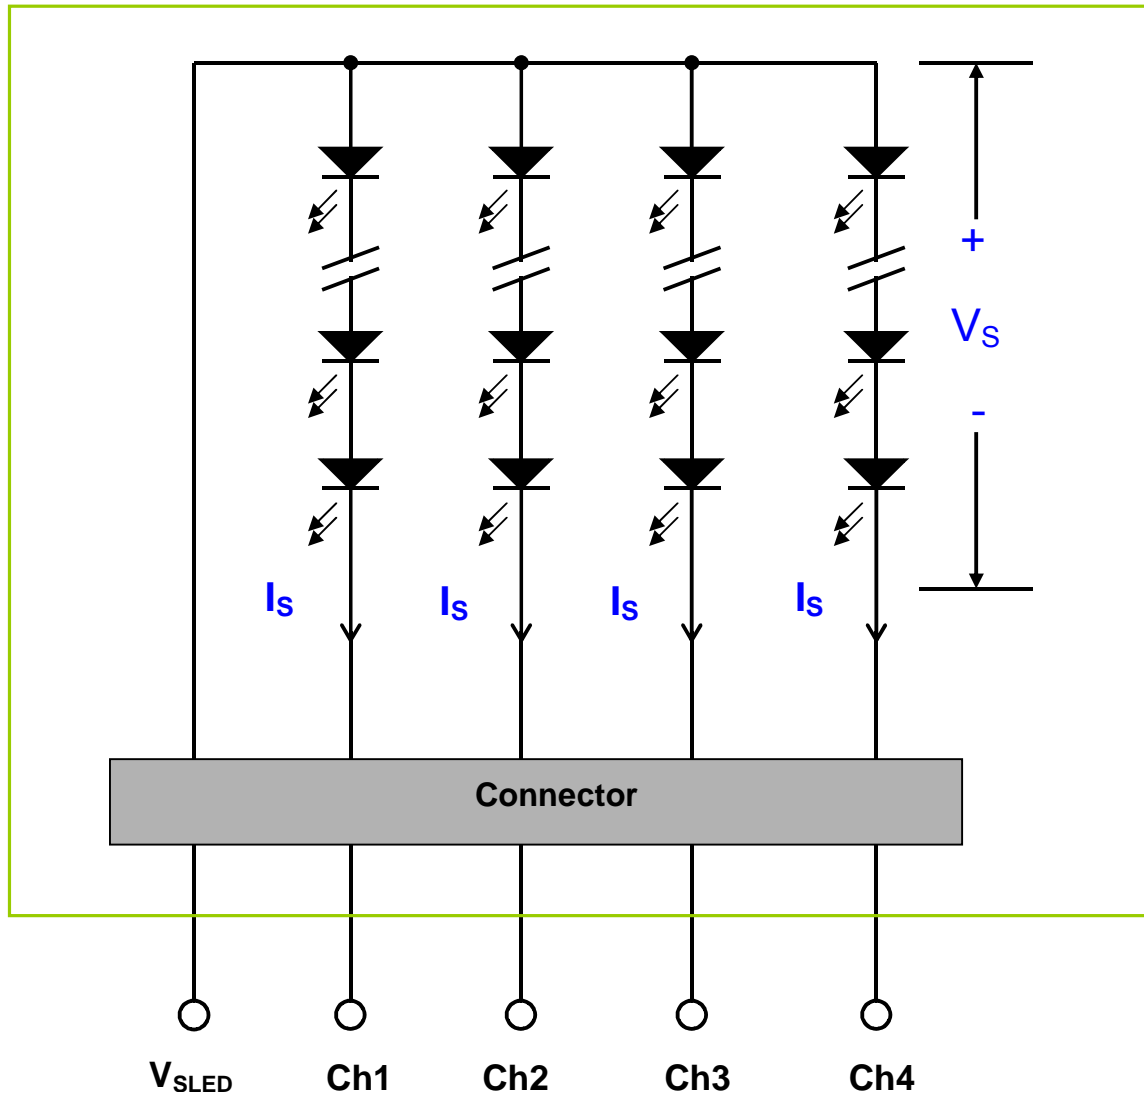 +
VS
-
IS IS IS IS
Connector
VSLED Ch1 Ch2 Ch3 Ch4